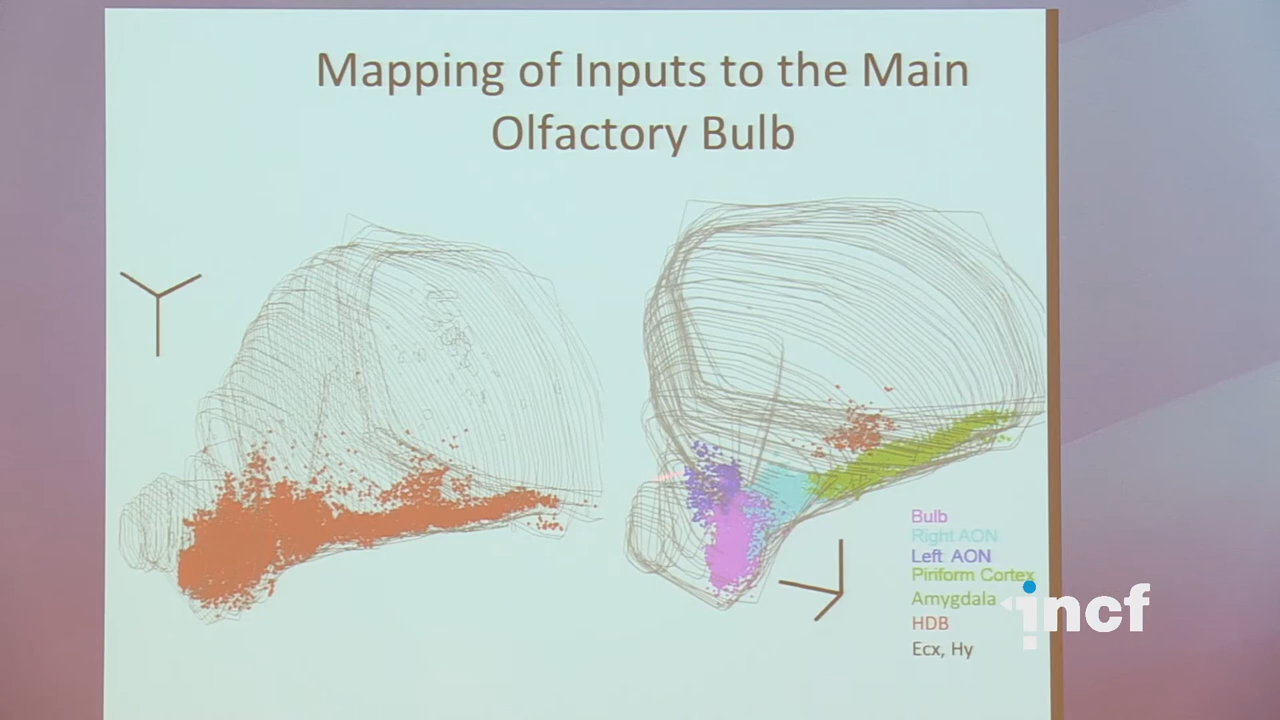 Mapping of Inputs to the Main
Olfactory Bulb
Bulb
Right AON
Left AON
Piriform Cortex
Amygdala
HDB
Ecx, Hy
incf